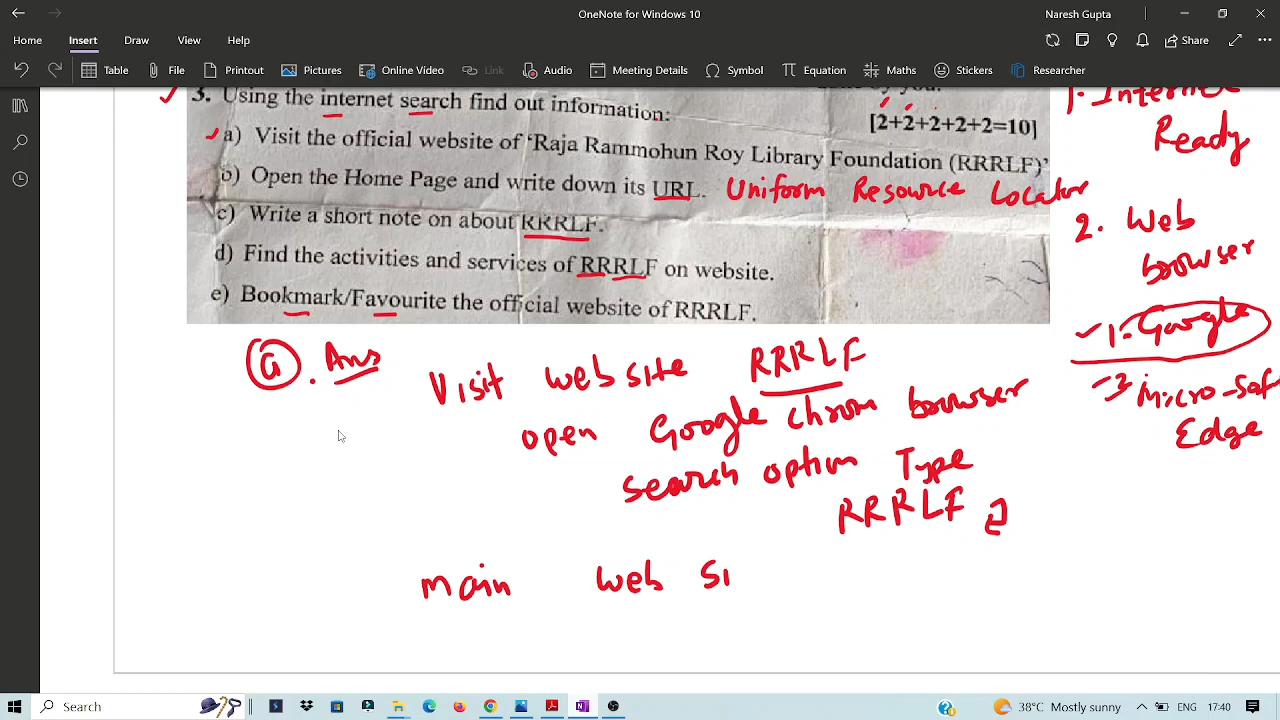 OneNote for Windows 10
Naresh Gupta
Home Insert Draw View Help
Share
Table File Printout Pictures Online Video Link Audio Meeting Details Symbol Equation Maths Stickers Researcher
3. Using the internet search find out information:
[2+2+2+2+2=10]
a) Visit the official website of 'Raja Rammohun Roy Library Foundation (RRRLF)'
b) Open the Home Page and write down its URL. Uniform Resource Locator
c) Write a short note on about RRRLF.
d) Find the activities and services of RRRLF on website.
e) Bookmark/Favourite the official website of RRRLF.
Ready
2. Web
browser
1. Google
Micro-Sof
Edge
a. Ans
Visit website RRRLF
open Google chrom browser
search option Type
RRRLF
main web si
Search
38°C Mostly sunny
ENG
17:40